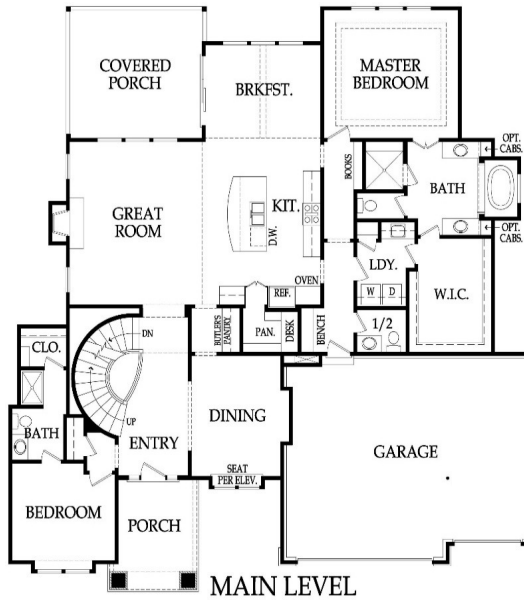 COVERED
PORCH
BRKFST.
MASTER
BEDROOM
OPT.
CABS.
BOOKS
BATH
GREAT
ROOM
KIT.
D.W.
OPT.
CABS.
LDY.
OVEN
REF.
W D
W.I.C.
BUTLER'S
PANTRY
PAN.
DESK
BENCH
1/2
DN
CLO.
UP
BATH
ENTRY
DINING
GARAGE
SEAT
PER ELEV.
BEDROOM
PORCH
MAIN LEVEL